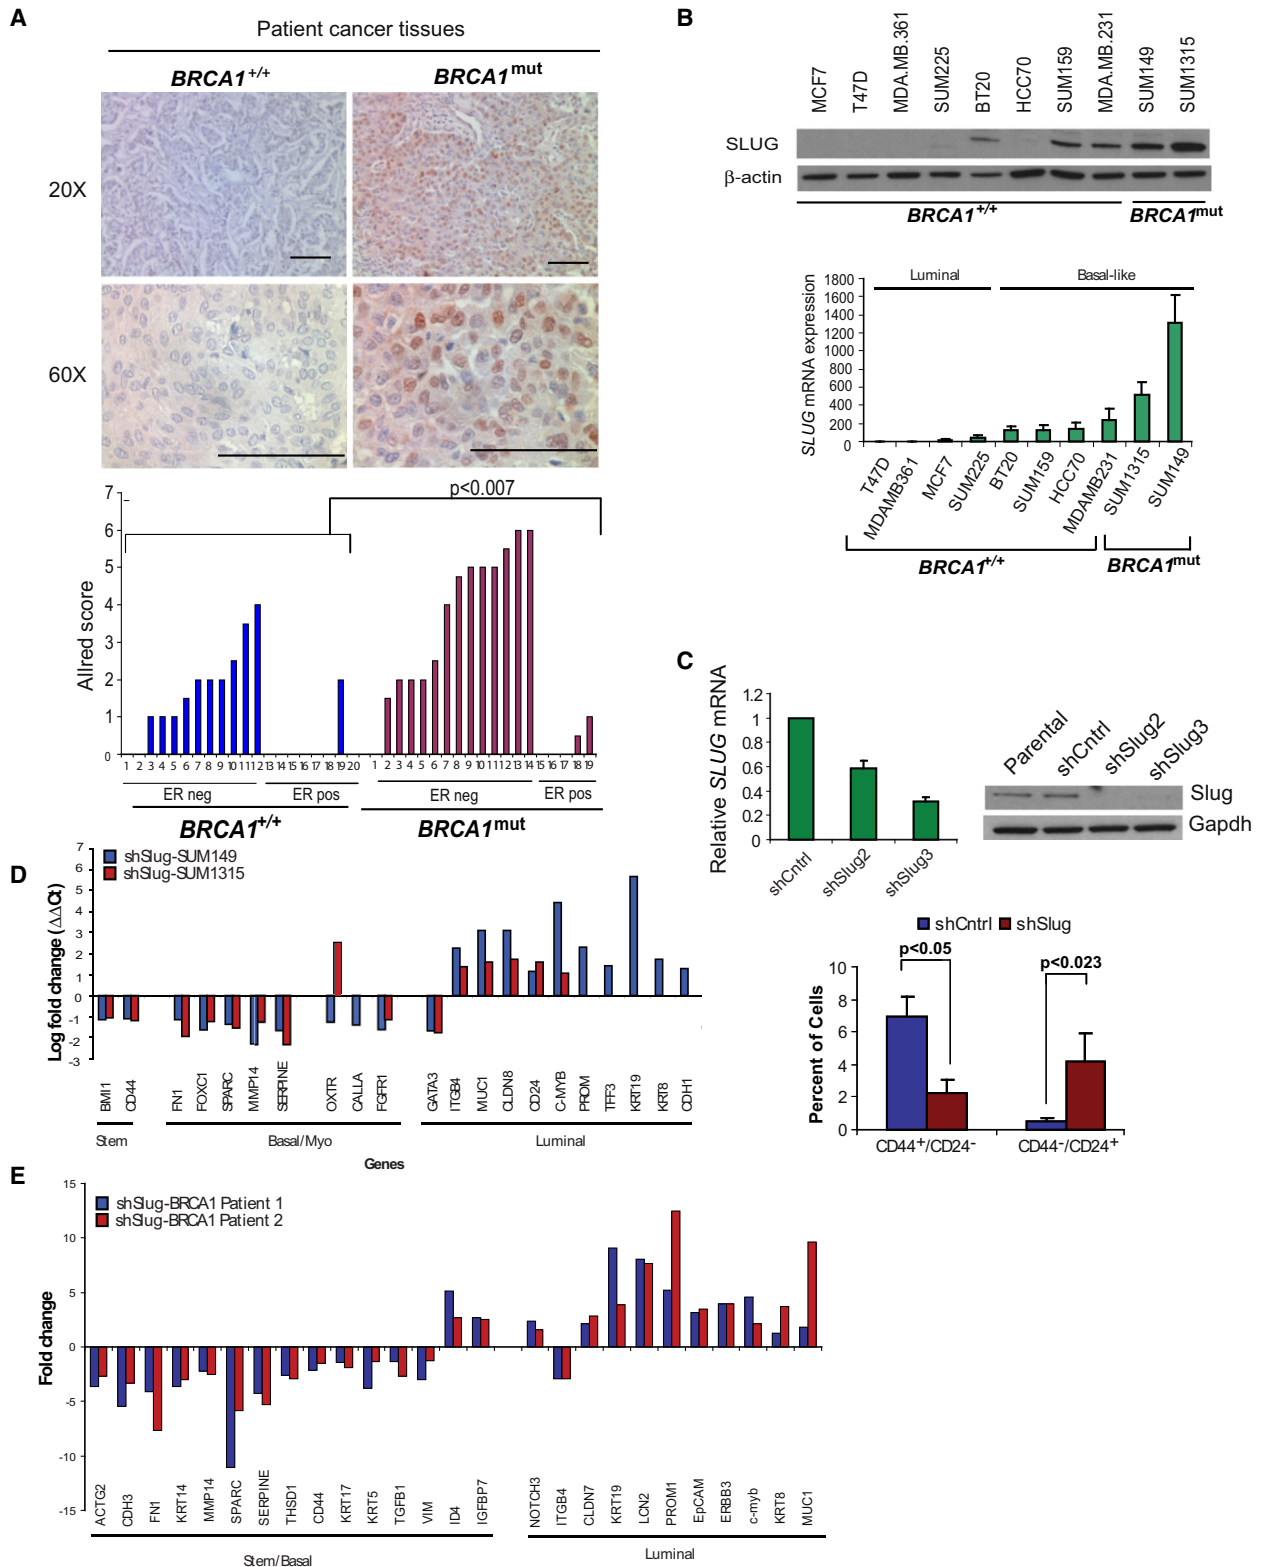 A
Patient cancer tissues
BRCA1+/+
BRCA1mut
20X
60X
p<0.007
Allred score
7
6
5
4
3
2
1
0
1 2 3 4 5 6 7 8 9 10 11 12 13 14 15 16 17 18 19 20
1 2 3 4 5 6 7 8 9 10 11 12 13 14 15 16 17 18 19
ER neg
ER pos
ER neg
ER pos
BRCA1+/+
BRCA1mut
B
MCF7
T47D
MDA.MB.361
SUM225
BT20
HCC70
SUM159
MDA.MB.231
SUM149
SUM1315
SLUG
β-actin
BRCA1+/+
BRCA1mut
Luminal
Basal-like
SLUG mRNA expression
1800
1600
1400
1200
1000
800
600
400
200
0
T47D
MDAMB361
MCF7
SUM225
BT20
SUM159
HCC70
MDAMB231
SUM1315
SUM149
BRCA1+/+
BRCA1mut
C
Relative SLUG mRNA
1.2
1
0.8
0.6
0.4
0.2
0
shCntrl
shSlug2
shSlug3
Parental
shCntrl
shSlug2
shSlug3
Slug
Gapdh
shCntrl
shSlug
p<0.05
p<0.023
Percent of Cells
10
8
6
4
2
0
CD44+/CD24-
CD44-/CD24+
D
shSlug-SUM149
shSlug-SUM1315
Log fold change (ΔΔCt)
7
6
5
4
3
2
1
0
-1
-2
-3
BMI1
CD44
FN1
FOXC1
SPARC
MMP14
SERPINE
OXTR
CALLA
FGFR1
GATA3
ITGB4
MUC1
CLDN8
CD24
C-MYB
PROM
TFF3
KRT19
KRT8
CDH1
Stem
Basal/Myo
Luminal
Genes
E
shSlug-BRCA1 Patient 1
shSlug-BRCA1 Patient 2
Fold change
15
10
5
0
-5
-10
-15
ACTG2
CDH3
FN1
KRT14
MMP14
SPARC
SERPINE
THSD1
CD44
KRT17
KRT5
TGFB1
VIM
ID4
IGFBP7
NOTCH3
ITGB4
CLDN7
KRT19
LCN2
PROM1
EpCAM
ERBB3
c-myb
KRT8
MUC1
Stem/Basal
Luminal